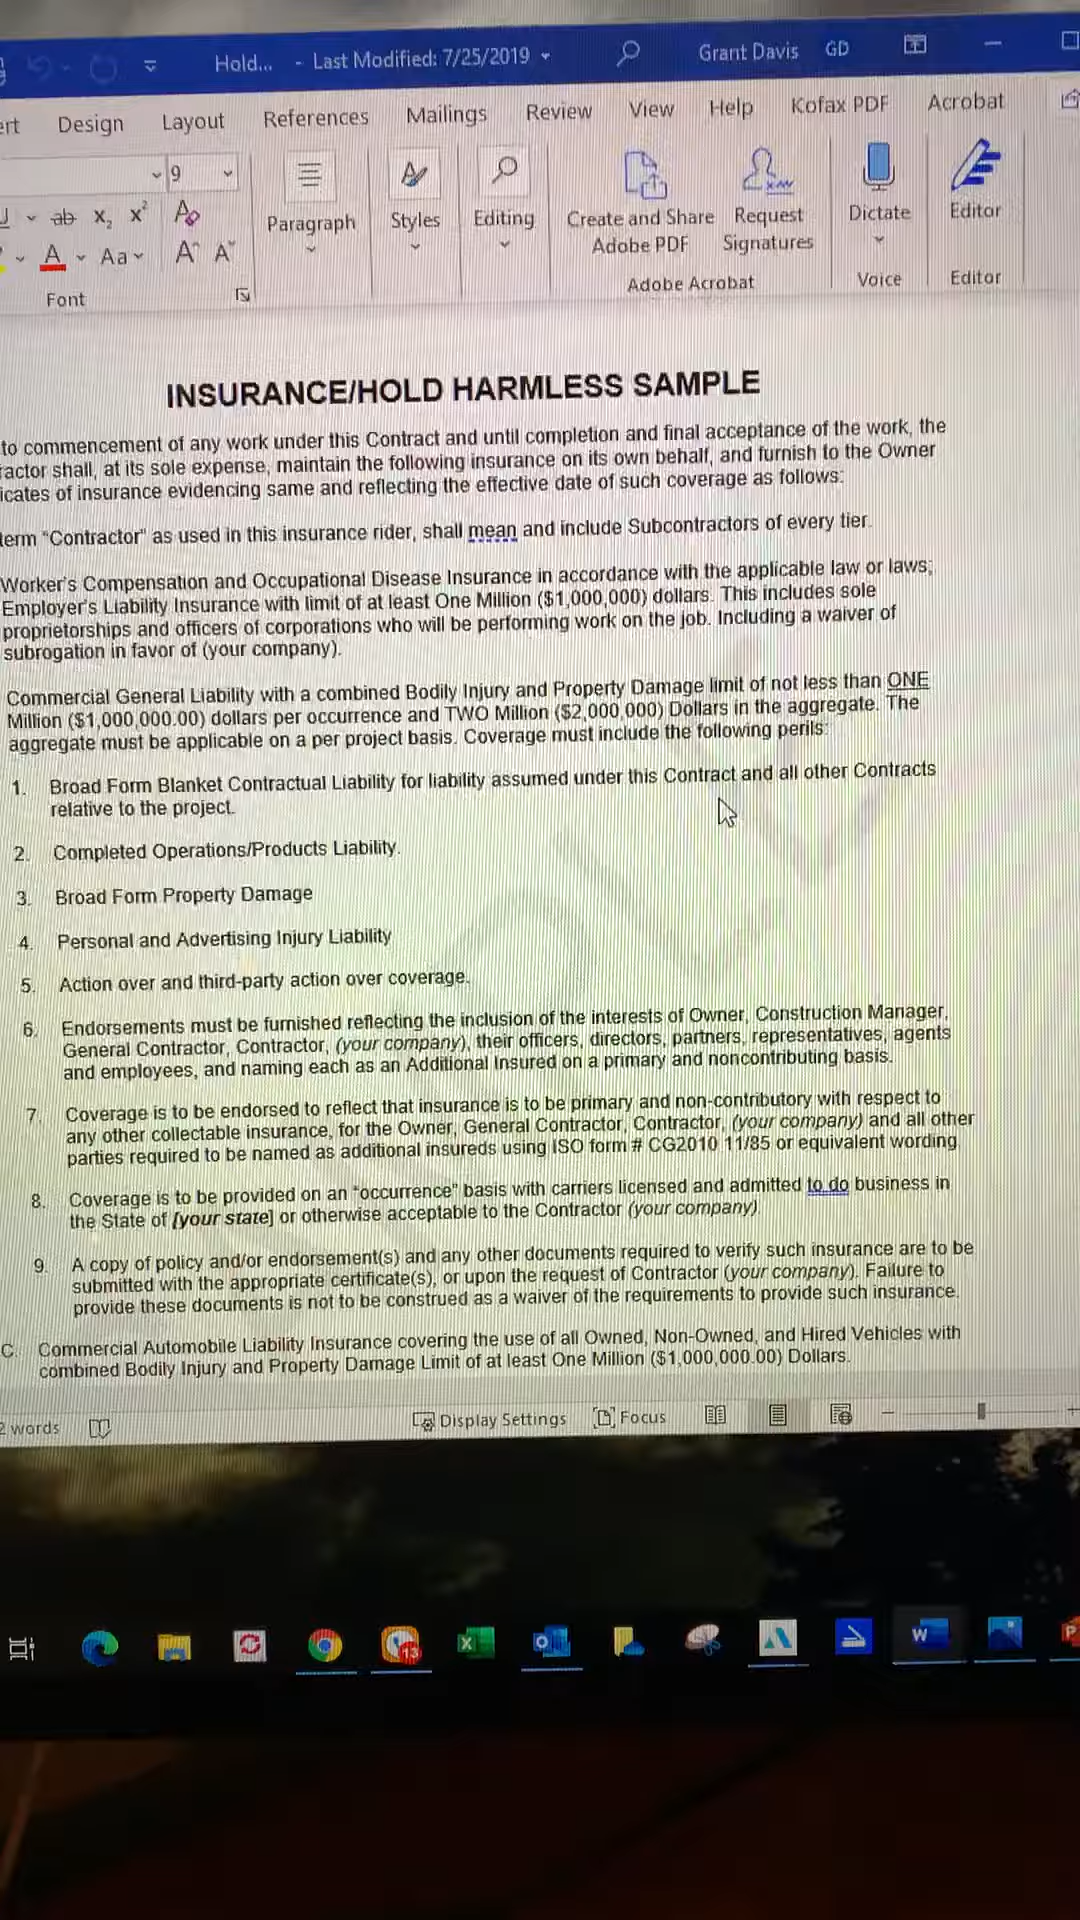 Hold... - Last Modified: 7/25/2019
Grant Davis GD
Design Layout References Mailings Review View Help Kofax PDF Acrobat
9
ab x₂ x²
A Aa A A
Font
Paragraph
Styles
Editing
Create and Share
Adobe PDF
Request
Signatures
Adobe Acrobat
Dictate
Voice
Editor
Editor
INSURANCE/HOLD HARMLESS SAMPLE
to commencement of any work under this Contract and until completion and final acceptance of the work, the
shall, at its sole expense, maintain the following insurance on its own behalf, and furnish to the Owner
of insurance evidencing same and reflecting the effective date of such coverage as follows:
term "Contractor" as used in this insurance rider, shall mean and include Subcontractors of every tier.
Worker's Compensation and Occupational Disease Insurance in accordance with the applicable law or laws;
Employer's Liability Insurance with limit of at least One Million ($1,000,000) dollars. This includes sole
proprietorships and officers of corporations who will be performing work on the job. Including a waiver of
subrogation in favor of (your company).
Commercial General Liability with a combined Bodily Injury and Property Damage limit of not less than ONE
Million ($1,000,000.00) dollars per occurrence and TWO Million ($2,000,000) Dollars in the aggregate. The
aggregate must be applicable on a per project basis. Coverage must include the following perils:
1. Broad Form Blanket Contractual Liability for liability assumed under this Contract and all other Contracts
relative to the project.
2. Completed Operations/Products Liability.
3. Broad Form Property Damage
4. Personal and Advertising Injury Liability
5. Action over and third-party action over coverage.
6. Endorsements must be furnished reflecting the inclusion of the interests of Owner, Construction Manager,
General Contractor, Contractor, (your company), their officers, directors, partners, representatives, agents
and employees, and naming each as an Additional Insured on a primary and noncontributing basis.
7. Coverage is to be endorsed to reflect that insurance is to be primary and non-contributory with respect to
any other collectable insurance, for the Owner, General Contractor, Contractor, (your company) and all other
parties required to be named as additional insureds using ISO form # CG2010 11/85 or equivalent wording.
8. Coverage is to be provided on an "occurrence" basis with carriers licensed and admitted to do business in
the State of [your state] or otherwise acceptable to the Contractor (your company).
9. A copy of policy and/or endorsement(s) and any other documents required to verify such insurance are to be
submitted with the appropriate certificate(s), or upon the request of Contractor (your company). Failure to
provide these documents is not to be construed as a waiver of the requirements to provide such insurance.
C. Commercial Automobile Liability Insurance covering the use of all Owned, Non-Owned, and Hired Vehicles with
combined Bodily Injury and Property Damage Limit of at least One Million ($1,000,000.00) Dollars.
2 words
Display Settings Focus
13